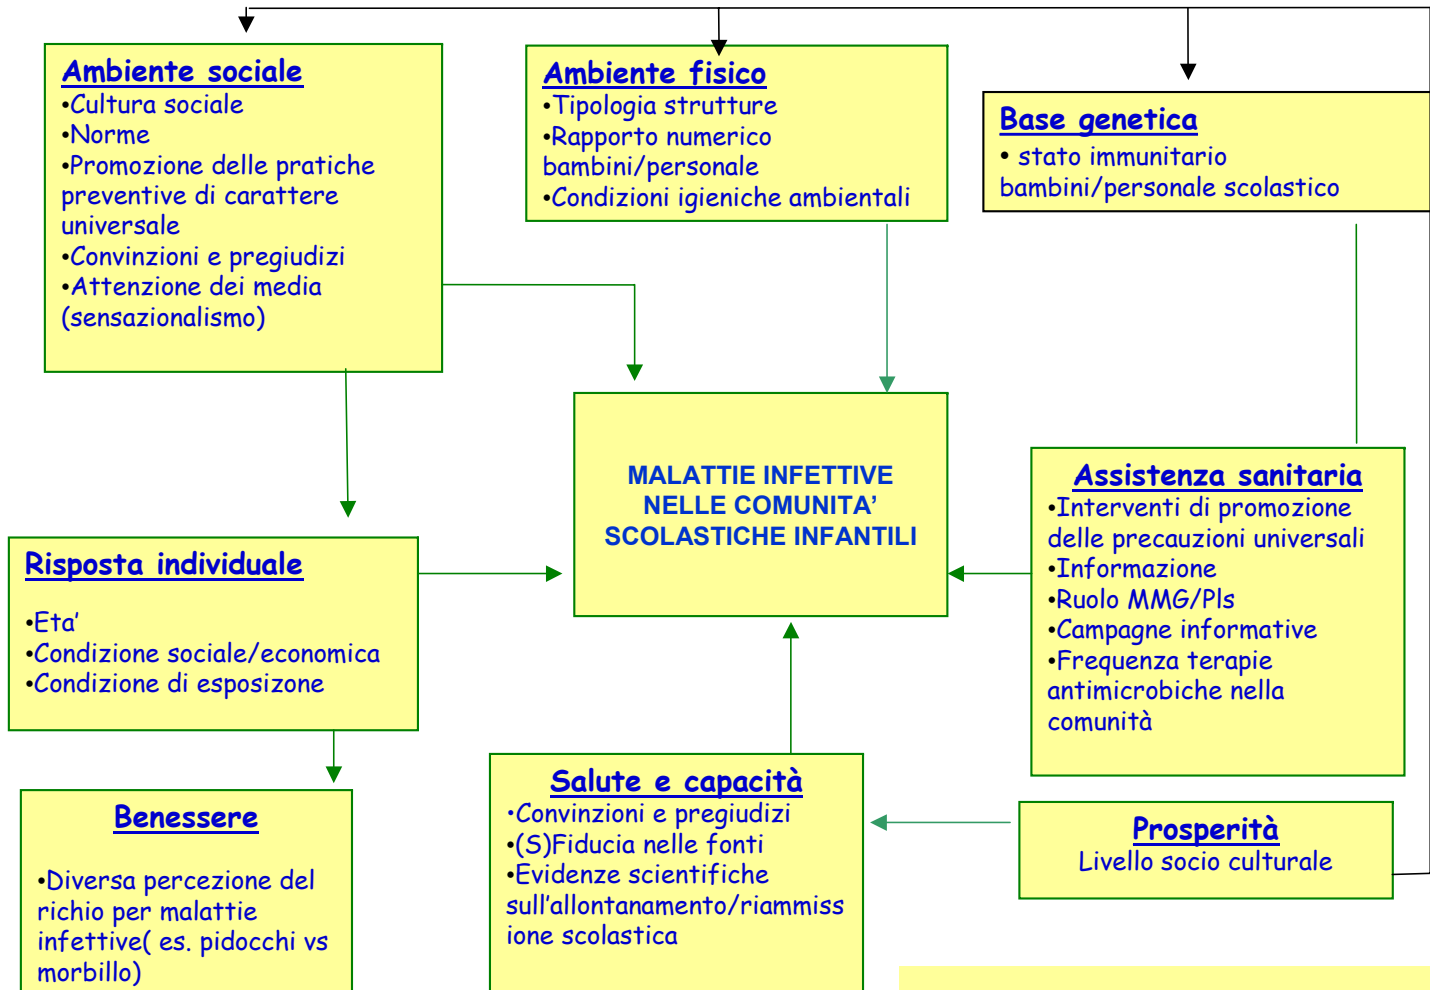 Ambiente sociale
•Cultura sociale
•Norme
•Promozione delle pratiche
preventive di carattere
universale
•Convinzioni e pregiudizi
•Attenzione dei media
(sensazionalismo)
Ambiente fisico
•Tipologia strutture
•Rapporto numerico
bambini/personale
•Condizioni igieniche ambientali
Base genetica
• stato immunitario
bambini/personale scolastico
MALATTIE INFETTIVE
NELLE COMUNITA’
SCOLASTICHE INFANTILI
Assistenza sanitaria
•Interventi di promozione
delle precauzioni universali
•Informazione
•Ruolo MMG/Pls
•Campagne informative
•Frequenza terapie
antimicrobiche nella
comunità
Risposta individuale
•Eta’
•Condizione sociale/economica
•Condizione di esposizone
Benessere
•Diversa percezione del
richio per malattie
infettive( es. pidocchi vs
morbillo)
Salute e capacità
•Convinzioni e pregiudizi
•(S)Fiducia nelle fonti
•Evidenze scientifiche
sull’allontanamento/riammiss
ione scolastica
Prosperità
Livello socio culturale